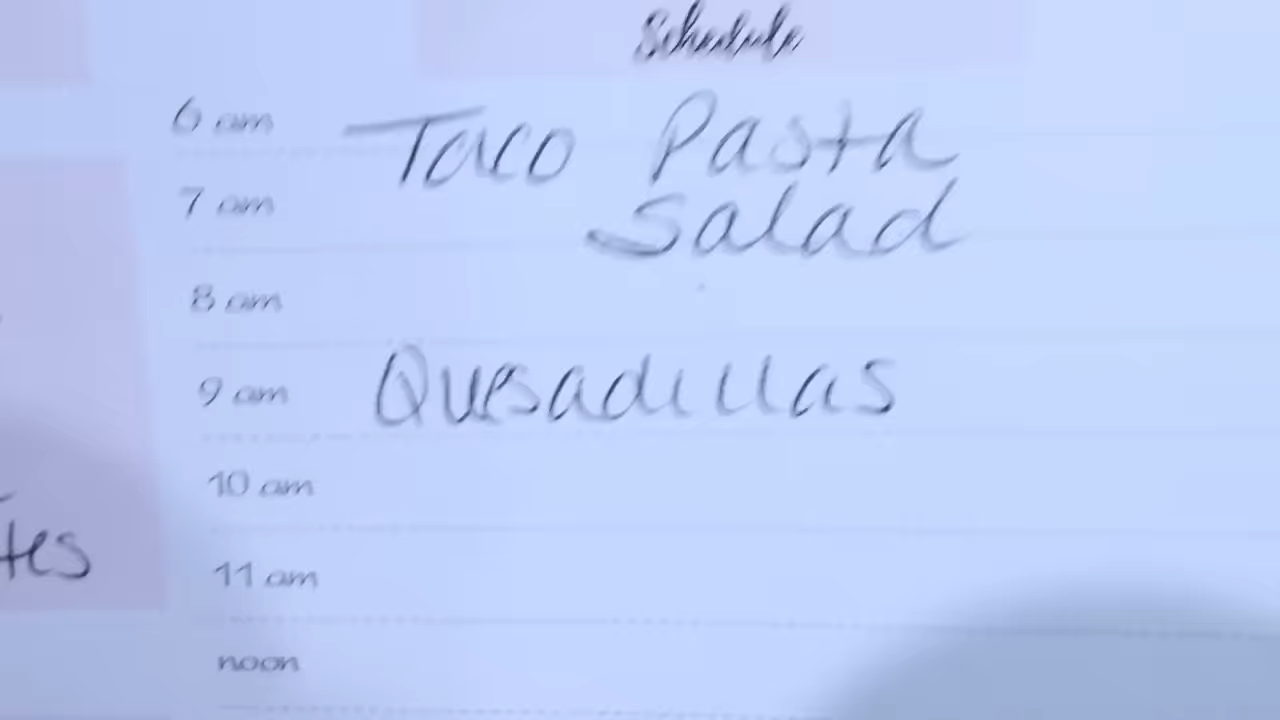 Schedule
6 am Taco Pasta
7 am Salad
8 am
9 am Quesadillas
10 am
tes
11 am
noon